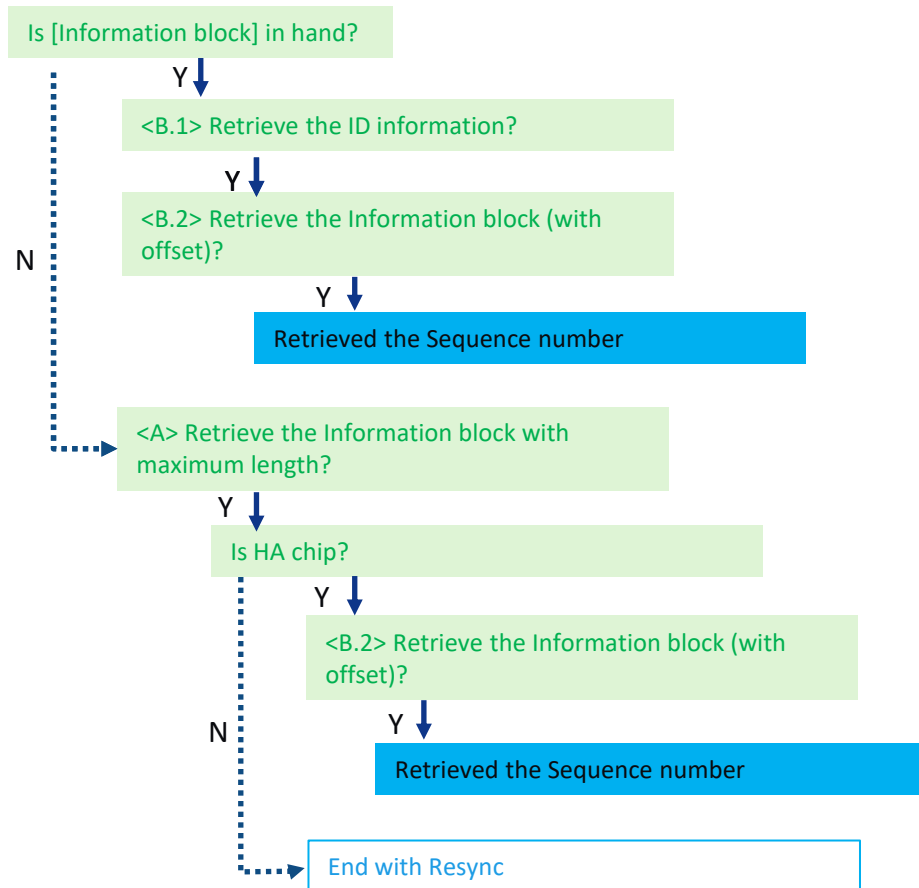 Is [Information block] in hand?
Y
<B.1> Retrieve the ID information?
Y
<B.2> Retrieve the Information block (with
offset)?
N
Y
Retrieved the Sequence number
<A> Retrieve the Information block with
maximum length?
Y
Is HA chip?
Y
<B.2> Retrieve the Information block (with
offset)?
N
Y
Retrieved the Sequence number
End with Resync